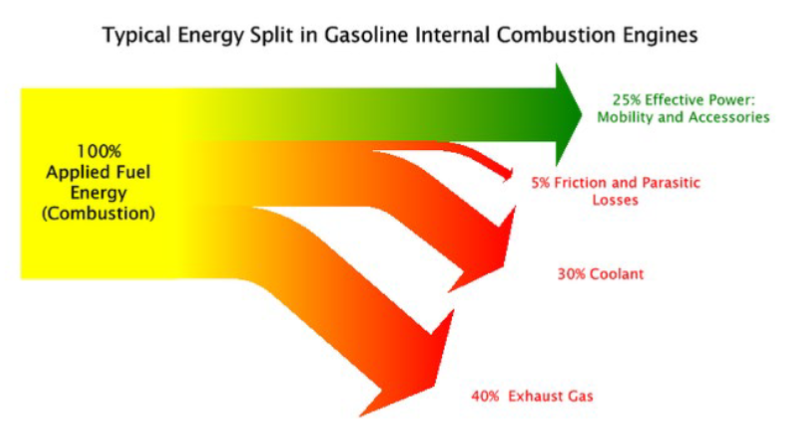 Typical Energy Split in Gasoline Internal Combustion Engines
100%
Applied Fuel
Energy
(Combustion)
25% Effective Power:
Mobility and Accessories
5% Friction and Parasitic
Losses
30% Coolant
40% Exhaust Gas